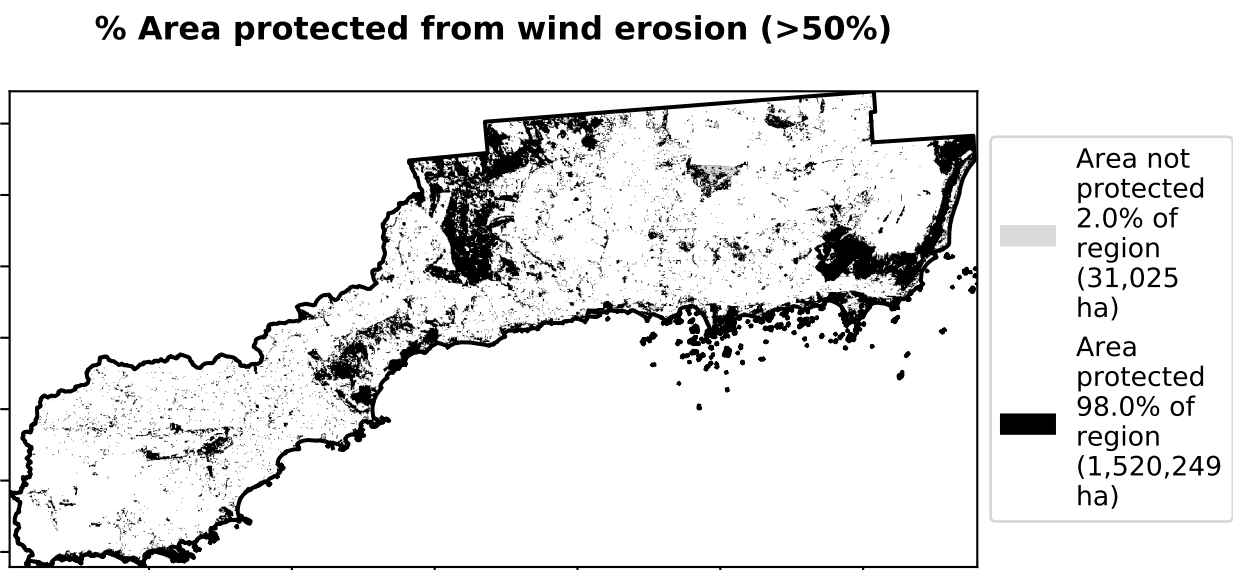 % Area protected from wind erosion (>50%)
Area not
protected
2.0% of
region
(31,025
ha)
Area
protected
98.0% of
region
(1,520,249
ha)